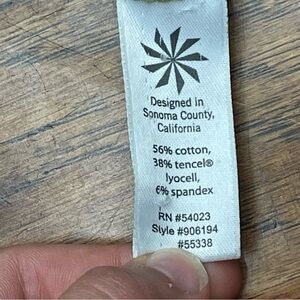 Designed in
Sonoma County,
California
56% cotton,
38% tencel®
lyocell,
6% spandex
RN #54023
Style #906194
#55338